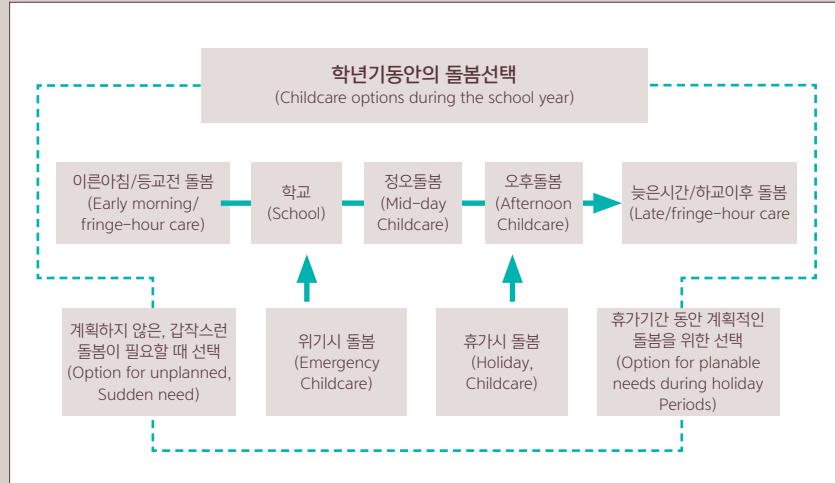 학년기동안의 돌봄선택
(Childcare options during the school year)
이른아침/등교전 돌봄
(Early morning/
fringe-hour care)
학교
(School)
정오돌봄
(Mid-day
Childcare)
오후돌봄
(Afternoon
Childcare)
늦은시간/하교이후 돌봄
(Late/fringe-hour care
계획하지 않은, 갑작스런
돌봄이 필요할 때 선택
(Option for unplanned,
Sudden need)
위기시 돌봄
(Emergency
Childcare)
휴가시 돌봄
(Holiday,
Childcare)
휴가기간 동안 계획적인
돌봄을 위한 선택
(Option for planable
needs during holiday
Periods)